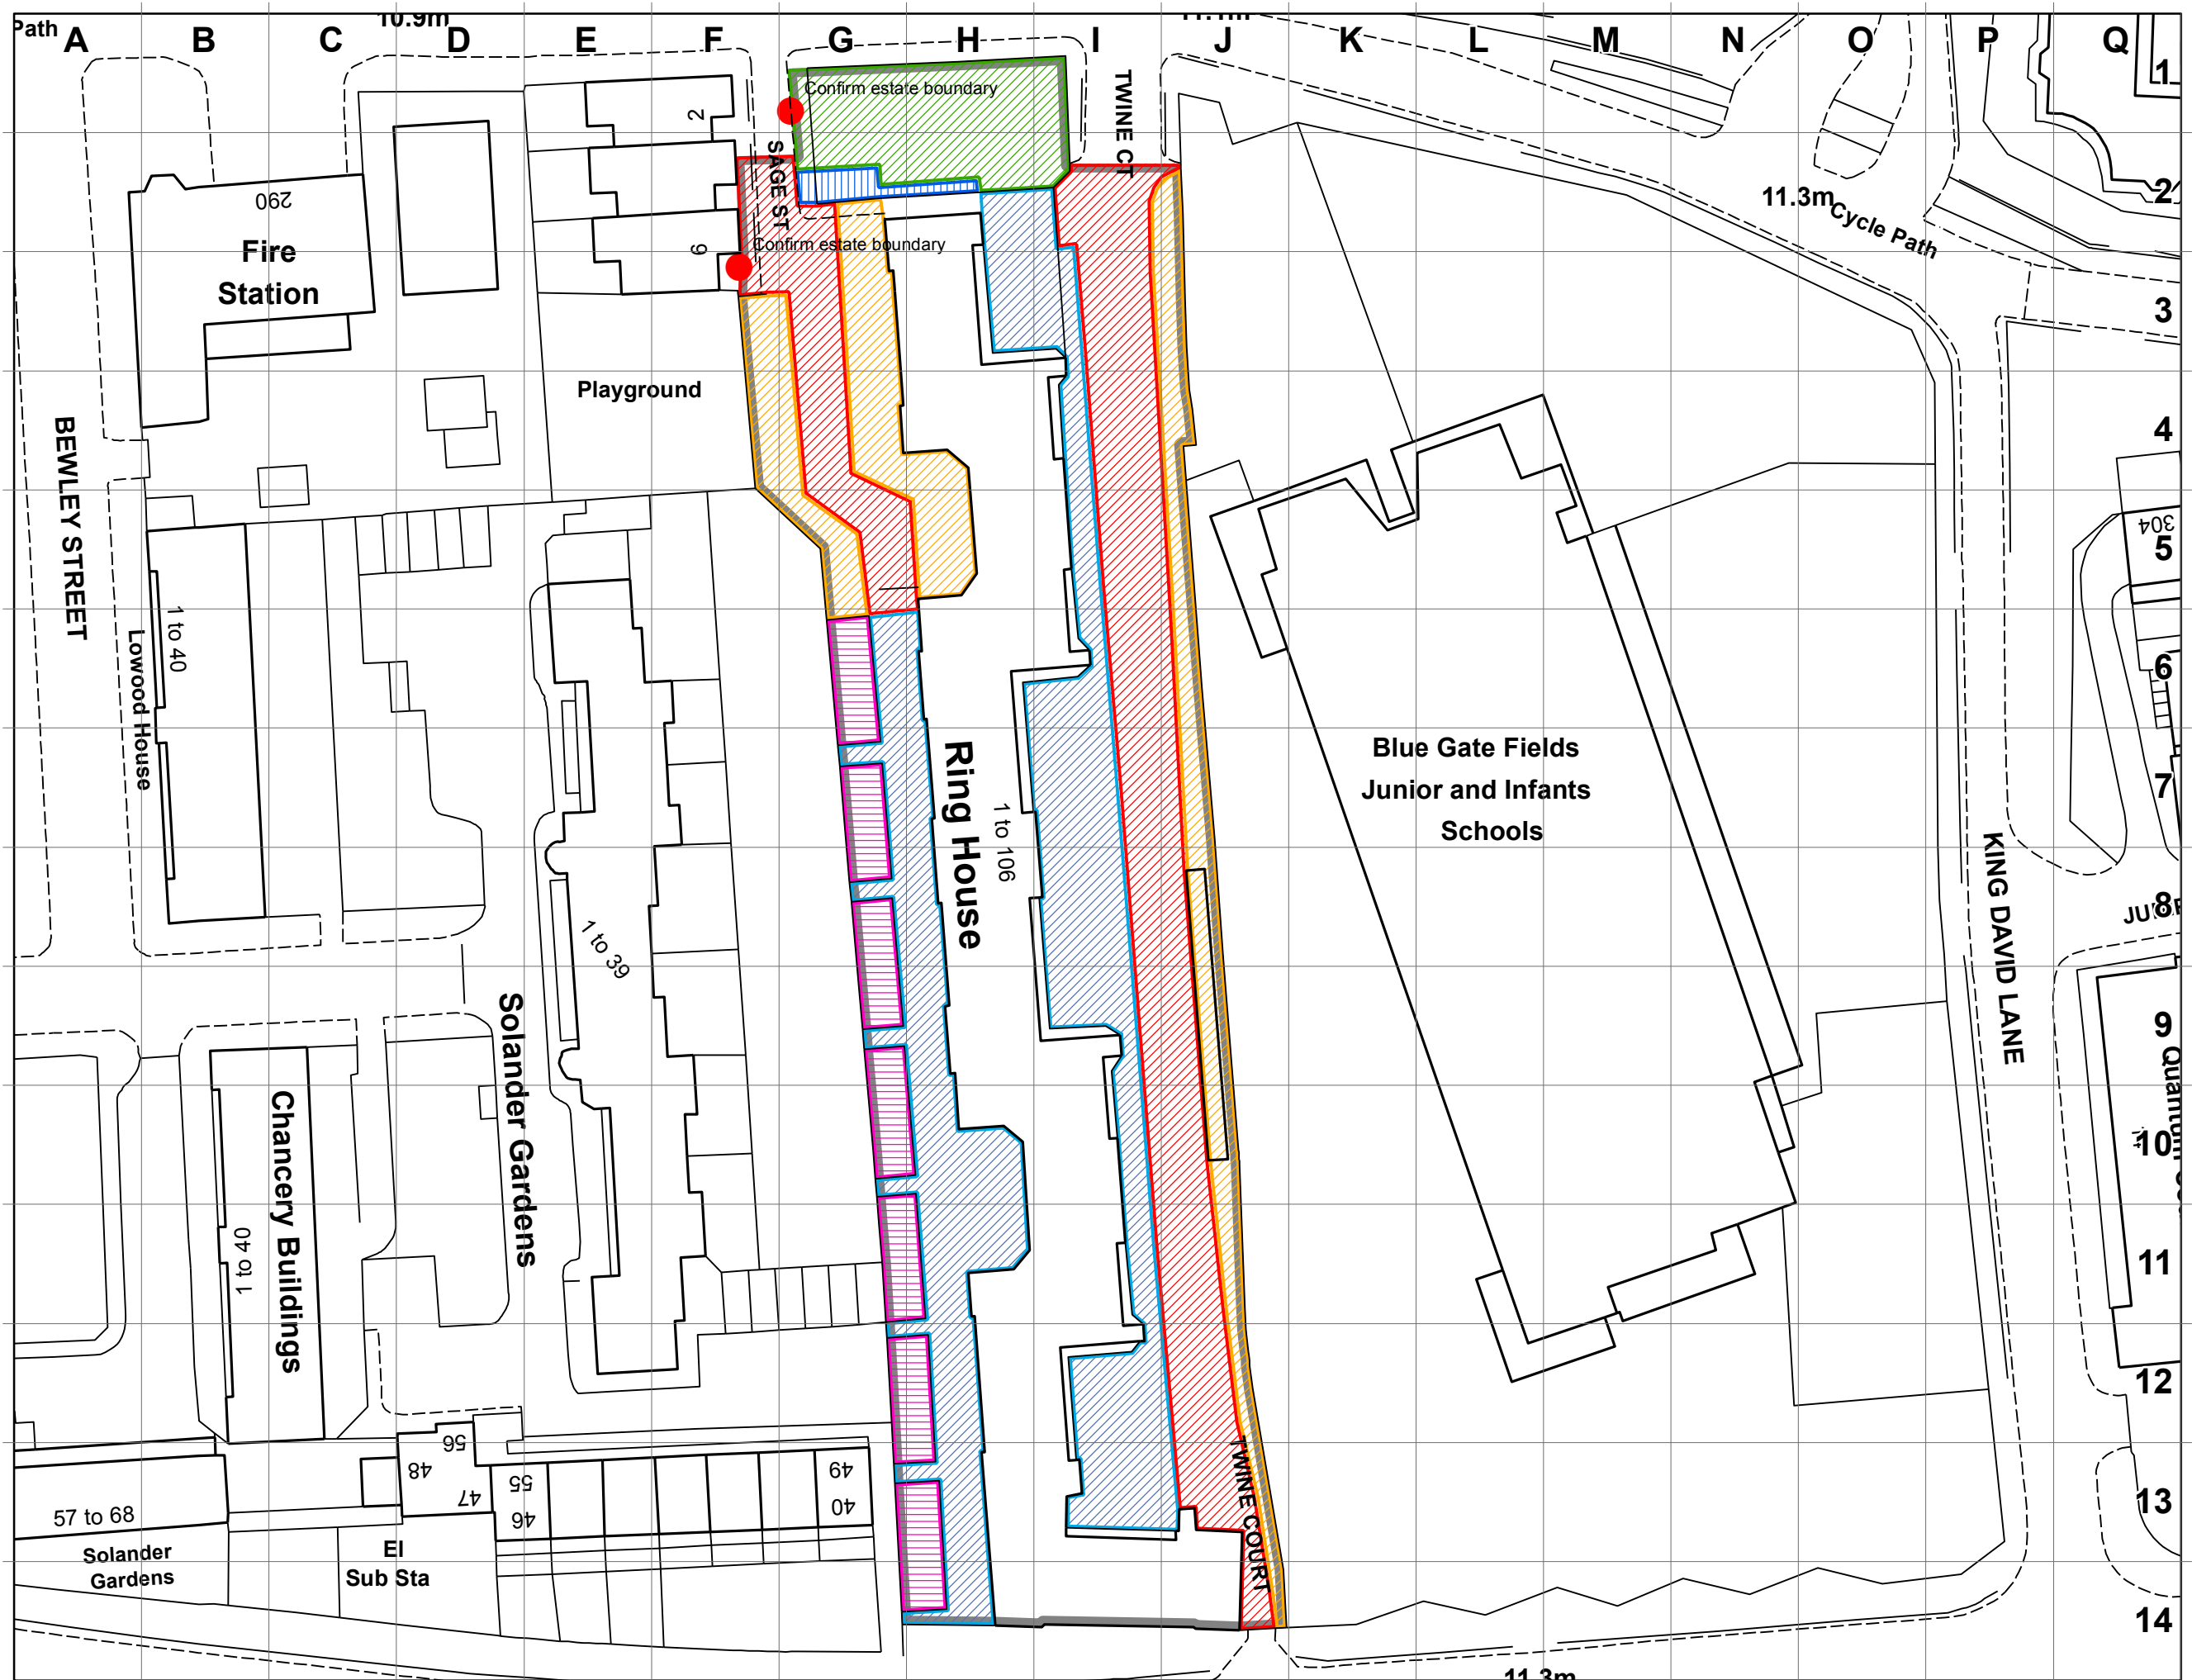 Path
10.9m
A B C D E F G H I J K L M N O P Q
1
2
3
4
5
6
7
8
9
10
11
12
13
14
Confirm estate boundary
TWINE CT
2
SAGE ST
290
Fire
Station
6
Confirm estate boundary
11.3m
Cycle Path
Playground
BEWLEY STREET
304
1 to 40
Lowood House
Ring House
1 to 106
Blue Gate Fields
Junior and Infants
Schools
KING DAVID LANE
1 to 39
Solander Gardens
Chancery Buildings
1 to 40
56
48
47
55
46
49
40
57 to 68
Solander
Gardens
El
Sub Sta
TWINE COURT
11.3m